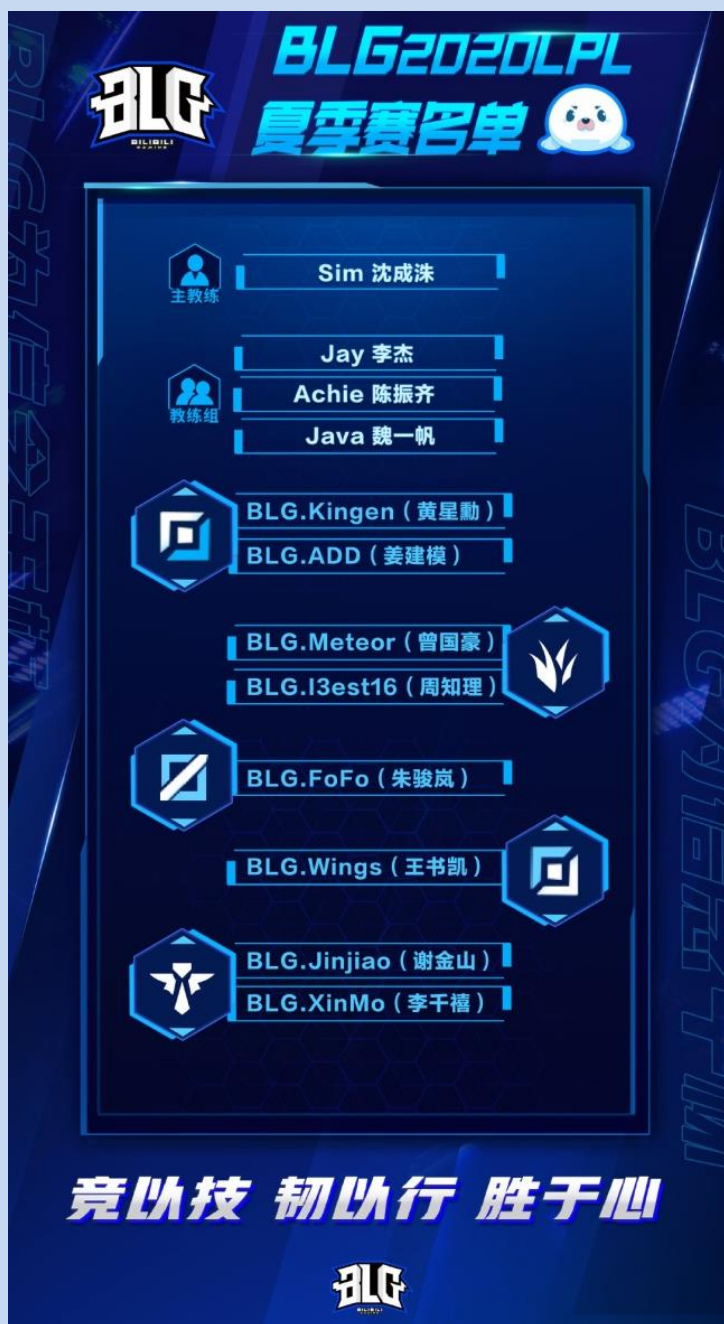 BLG2020LPL
夏季赛名单
BLG
BILIBILI
GAMING
主教练
Sim 沈成洙
教练组
Jay 李杰
Achie 陈振齐
Java 魏一帆
BLG.Kingen（黄星勳）
BLG.ADD（姜建模）
BLG.Meteor（曾国豪）
BLG.I3est16（周知理）
BLG.FoFo（朱骏岚）
BLG.Wings（王书凯）
BLG.Jinjiao（谢金山）
BLG.XinMo（李千禧）
竞以技 韧以行 胜于心
BLG
BILIBILI